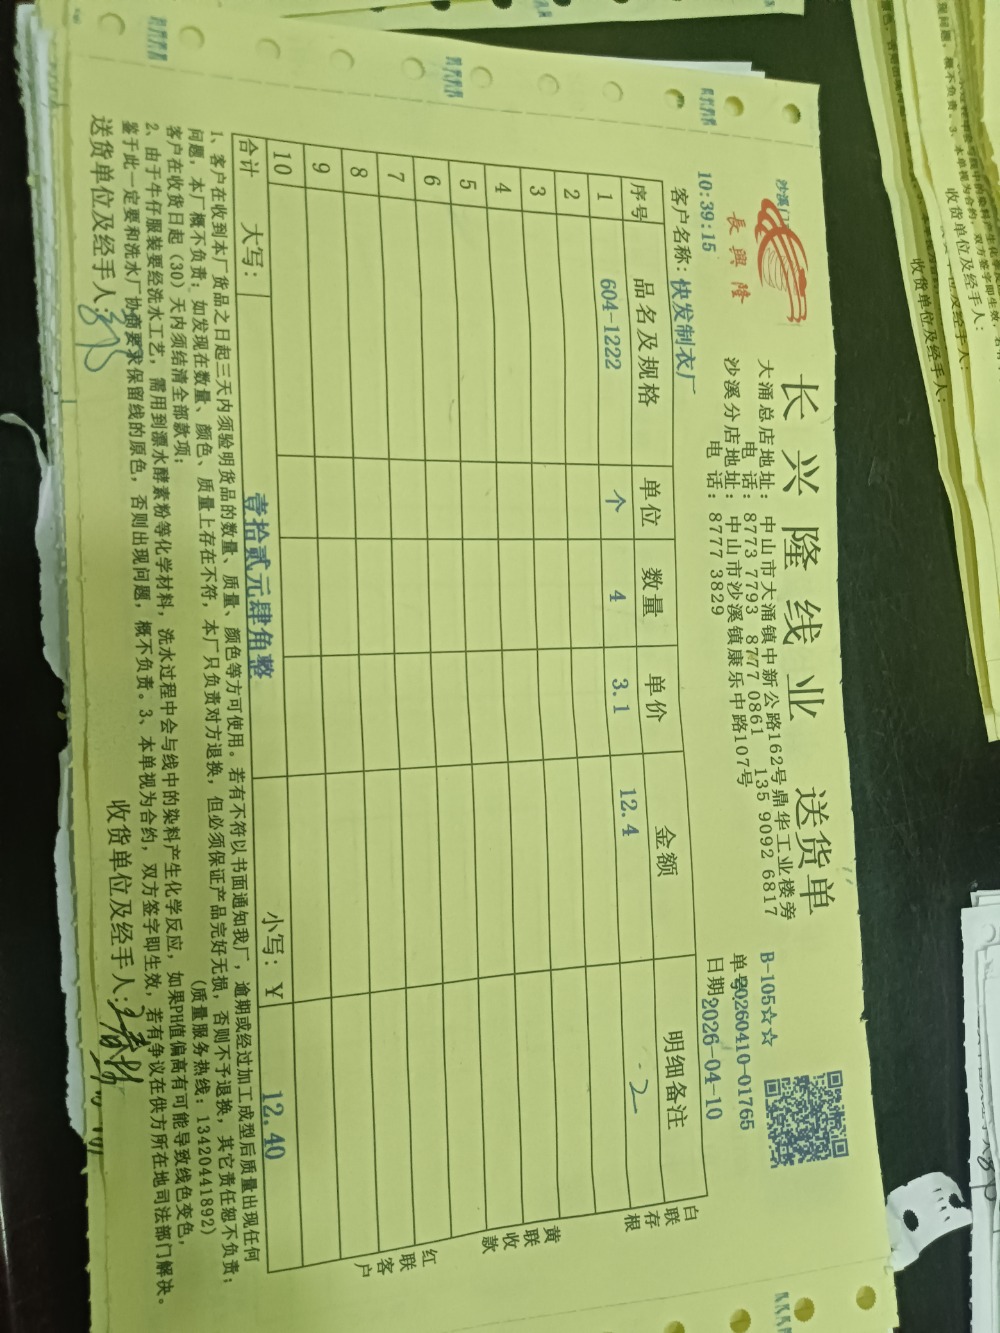 长兴隆线业 送货单
長興隆
大涌总店地址：中山市大涌镇中新公路162号鼎华工业楼旁
电话：8773 7793 8777 0861 135 9092 6817
沙溪分店地址：中山市沙溪镇康乐中路107号
电话：8777 3829
B-105☆☆
单号20260410-01765
日期2026-04-10
10:39:15
客户名称：快发制衣厂
序号 品名及规格 单位 数量 单价 金额 明细备注
1 604-1222 个 4 3.1 12.4 2
2
3
4
5
6
7
8
9
10
合计 大写： 壹拾贰元肆角整 小写：￥ 12.40
白联存根
黄联收款
红联客户
1、客户在收到本厂货品之日起三天内须验明货品的数量、质量、颜色等方可使用。若有不符以书面通知我厂，逾期或经过加工成型后质量出现任何
问题，本厂概不负责；如发现在数量、颜色、质量上存在不符，本厂只负责对方退换，但必须保证产品完好无损，否则不予退换，其它责任恕不负责；
客户在收货日起（30）天内须结清全部款项； （质量服务热线：13420441892）
2、由于牛仔服装要经洗水工艺，需用到漂水酵素粉等化学材料，洗水过程中会与线中的染料产生化学反应，如果PH值偏高有可能导致线色变色，
鉴于此一定要和洗水厂协商要求保留线的原色，否则出现问题，概不负责。3、本单视为合约，双方签字即生效，若有争议在供方所在地司法部门解决。
送货单位及经手人： 收货单位及经手人：
收货单位及经手人：
收货单位及经手人：